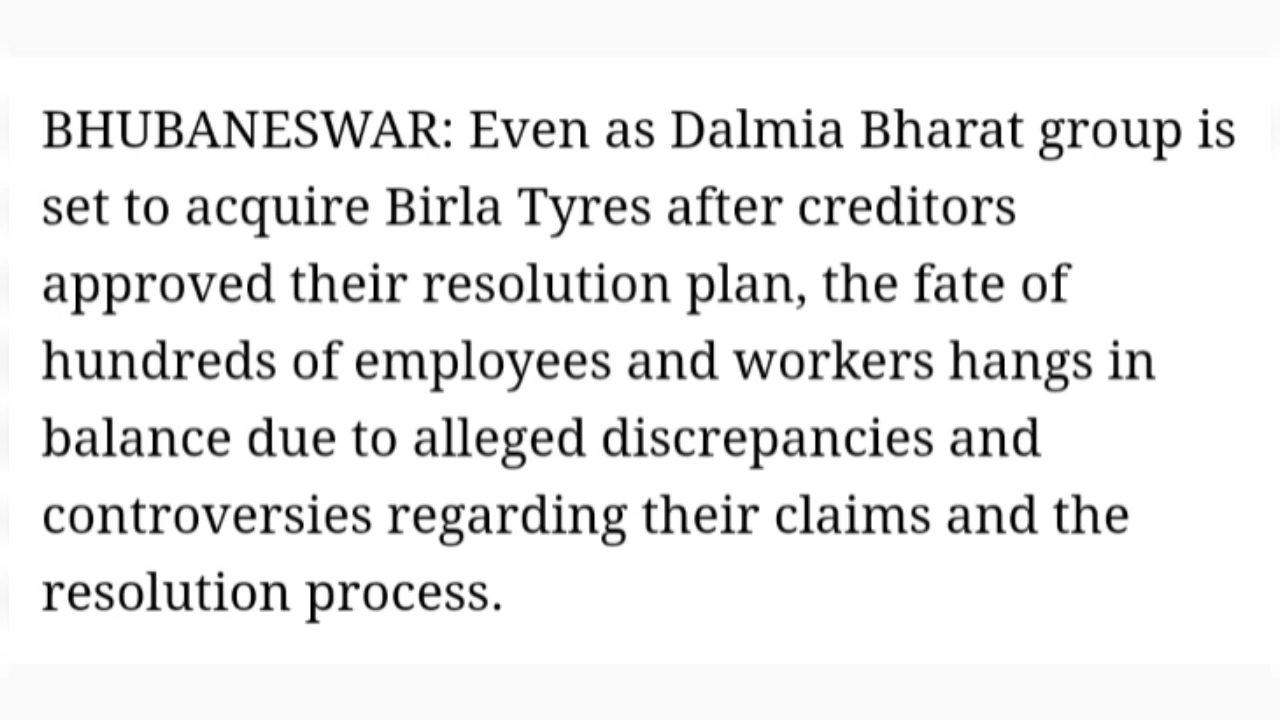 BHUBANESWAR: Even as Dalmia Bharat group is
set to acquire Birla Tyres after creditors
approved their resolution plan, the fate of
hundreds of employees and workers hangs in
balance due to alleged discrepancies and
controversies regarding their claims and the
resolution process.